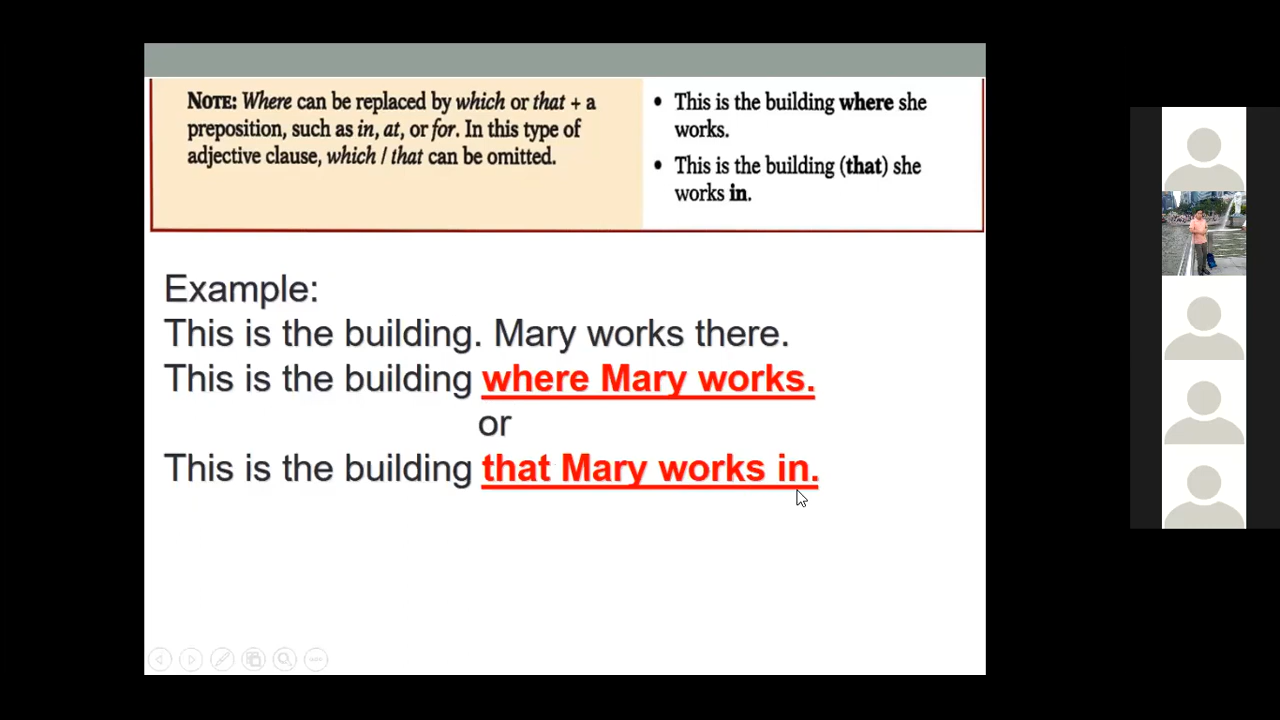 NOTE: Where can be replaced by which or that + a
preposition, such as in, at, or for. In this type of
adjective clause, which / that can be omitted.
• This is the building where she
works.
• This is the building (that) she
works in.
Example:
This is the building. Mary works there.
This is the building where Mary works.
or
This is the building that Mary works in.